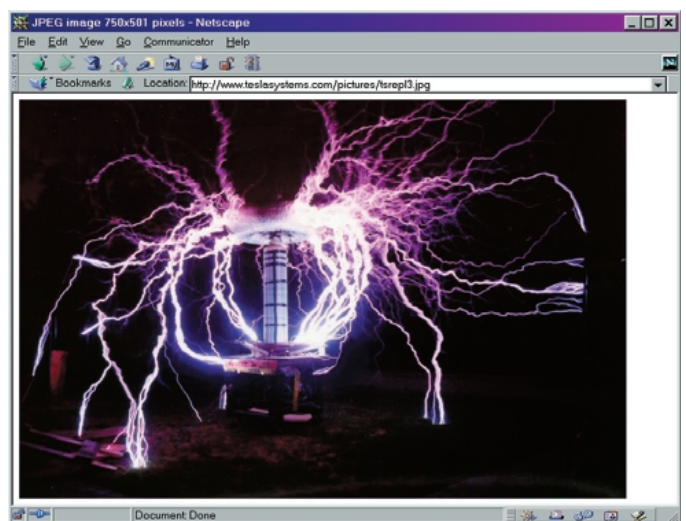 JPEG image 750x501 pixels - Netscape
File Edit View Go Communicator Help
Bookmarks Location: http://www.teslasystems.com/pictures/tsrepl3.jpg
Document: Done